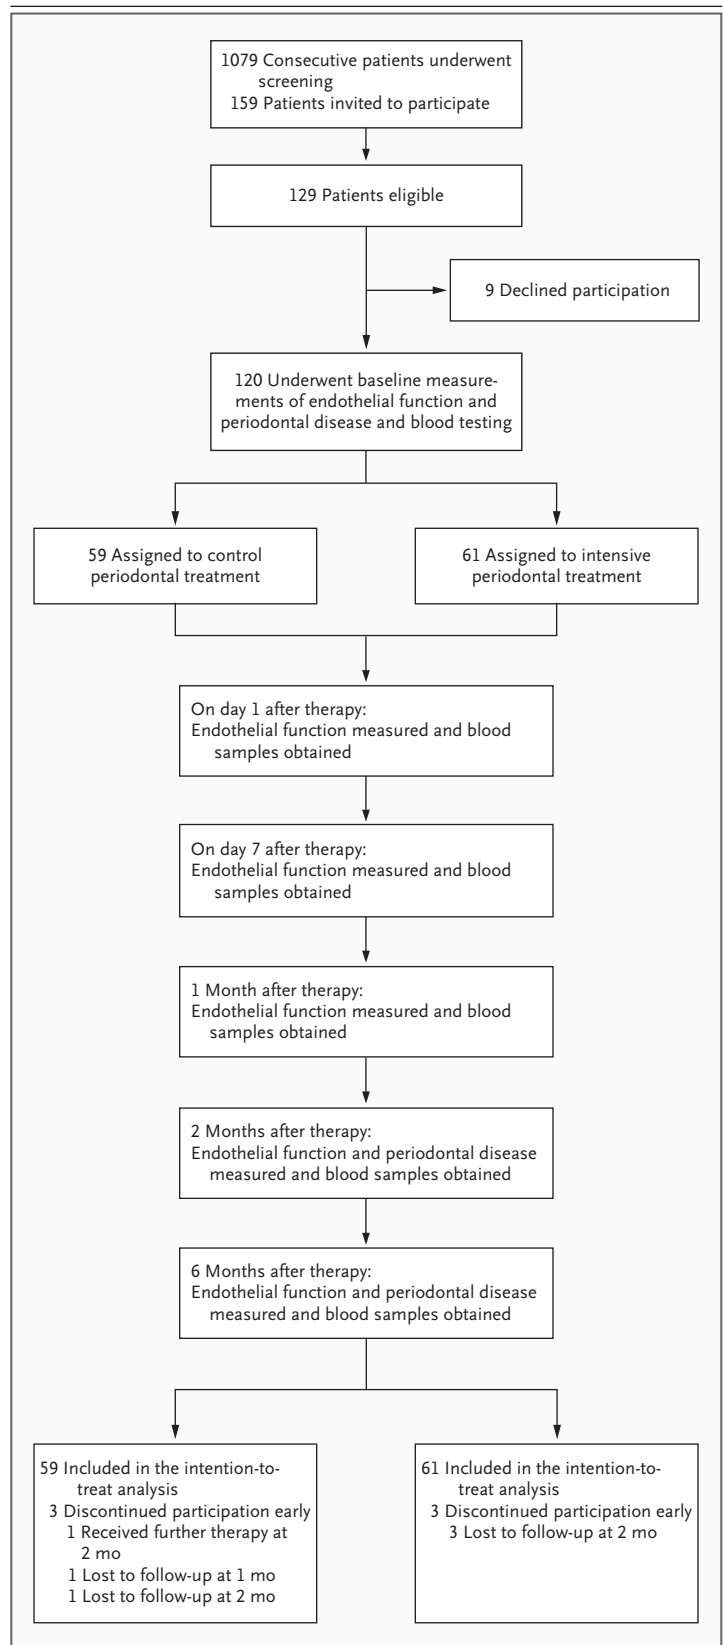 1079 Consecutive patients underwent
screening
159 Patients invited to participate
129 Patients eligible
9 Declined participation
120 Underwent baseline measure-
ments of endothelial function and
periodontal disease and blood testing
59 Assigned to control
periodontal treatment
61 Assigned to intensive
periodontal treatment
On day 1 after therapy:
Endothelial function measured and blood
samples obtained
On day 7 after therapy:
Endothelial function measured and blood
samples obtained
1 Month after therapy:
Endothelial function measured and blood
samples obtained
2 Months after therapy:
Endothelial function and periodontal disease
measured and blood samples obtained
6 Months after therapy:
Endothelial function and periodontal disease
measured and blood samples obtained
59 Included in the intention-to-
treat analysis
3 Discontinued participation early
1 Received further therapy at
2 mo
1 Lost to follow-up at 1 mo
1 Lost to follow-up at 2 mo
61 Included in the intention-to-
treat analysis
3 Discontinued participation early
3 Lost to follow-up at 2 mo